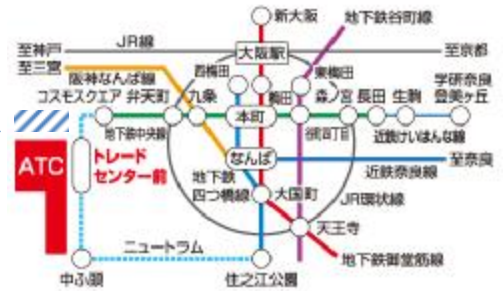 新大阪
地下鉄谷町線
至神戸
JR線
大阪駅
至京都
至三宮
阪神なんば線
西梅田
梅田
東梅田
学研奈良
登美ヶ丘
コスモスクエア
弁天町
九条
本町
森ノ宮
長田
生駒
地下鉄中央線
谷町四丁目
近鉄けいはんな線
ATC
トレード
センター前
なんば
至奈良
近鉄奈良線
地下鉄
四つ橋線
大国町
JR環状線
天王寺
ニュートラム
地下鉄御堂筋線
中ふ頭
住之江公園